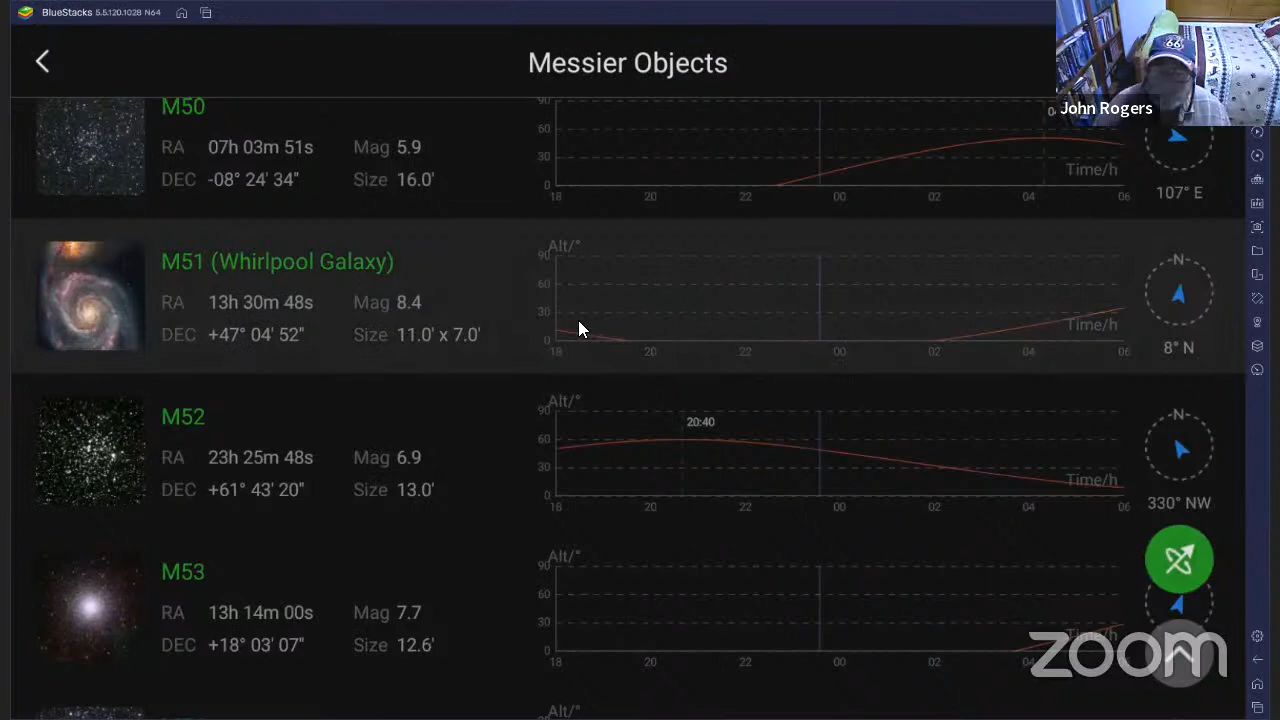 BlueStacks 5.5.120.1028 N64
Messier Objects
John Rogers
M50
RA 07h 03m 51s Mag 5.9
DEC -08° 24' 34" Size 16.0'
90
60
30
0
Time/h
18 20 22 00 02 04 06
107° E
M51 (Whirlpool Galaxy)
RA 13h 30m 48s Mag 8.4
DEC +47° 04' 52" Size 11.0' x 7.0'
Alt/°
90
60
30
0
Time/h
18 20 22 00 02 04 06
N
8° N
M52
RA 23h 25m 48s Mag 6.9
DEC +61° 43' 20" Size 13.0'
Alt/°
90
60
30
0
20:40
Time/h
18 20 22 00 02 04 06
N
330° NW
M53
RA 13h 14m 00s Mag 7.7
DEC +18° 03' 07" Size 12.6'
Alt/°
90
60
30
0
Time/h
18 20 22 00 02 04 06
zoom
Alt/°
66